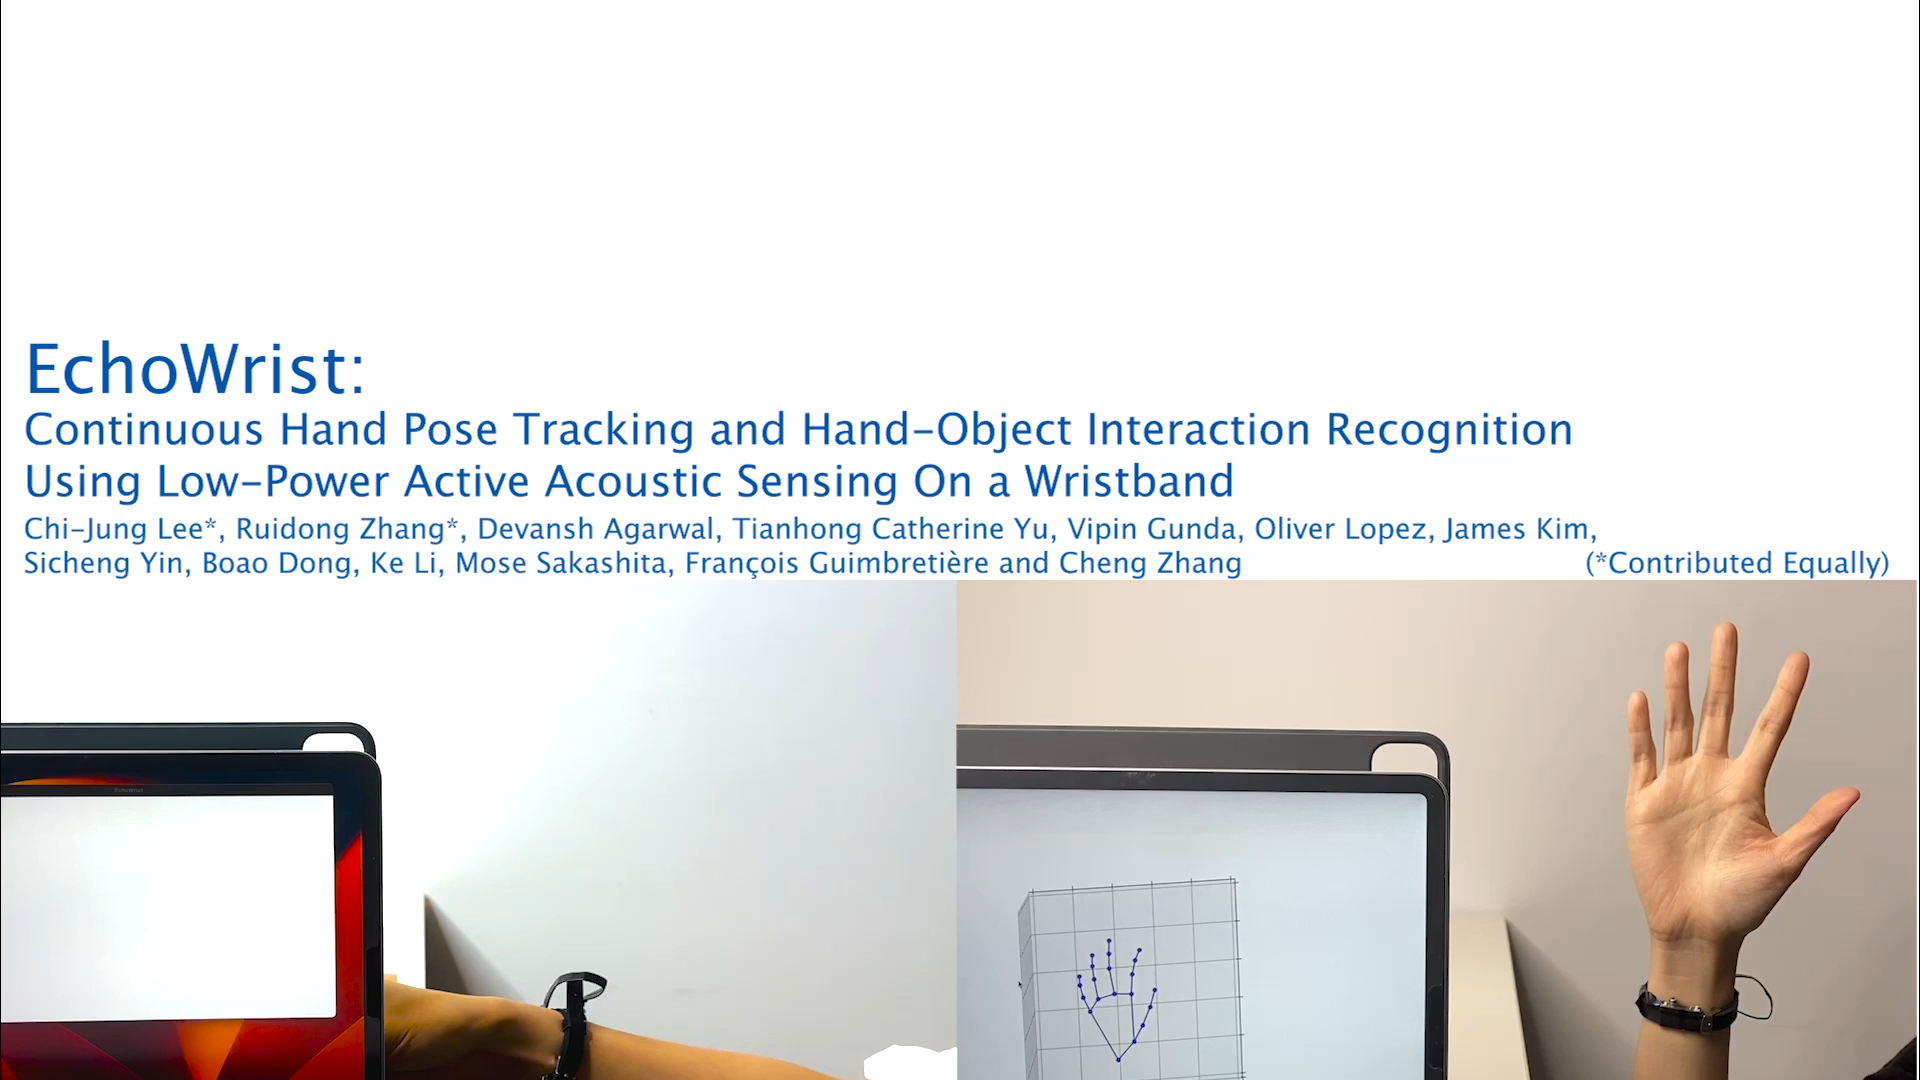 EchoWrist:
Continuous Hand Pose Tracking and Hand-Object Interaction Recognition
Using Low-Power Active Acoustic Sensing On a Wristband
Chi-Jung Lee*, Ruidong Zhang*, Devansh Agarwal, Tianhong Catherine Yu, Vipin Gunda, Oliver Lopez, James Kim,
Sicheng Yin, Boao Dong, Ke Li, Mose Sakashita, François Guimbretière and Cheng Zhang (*Contributed Equally)
EchoWrist